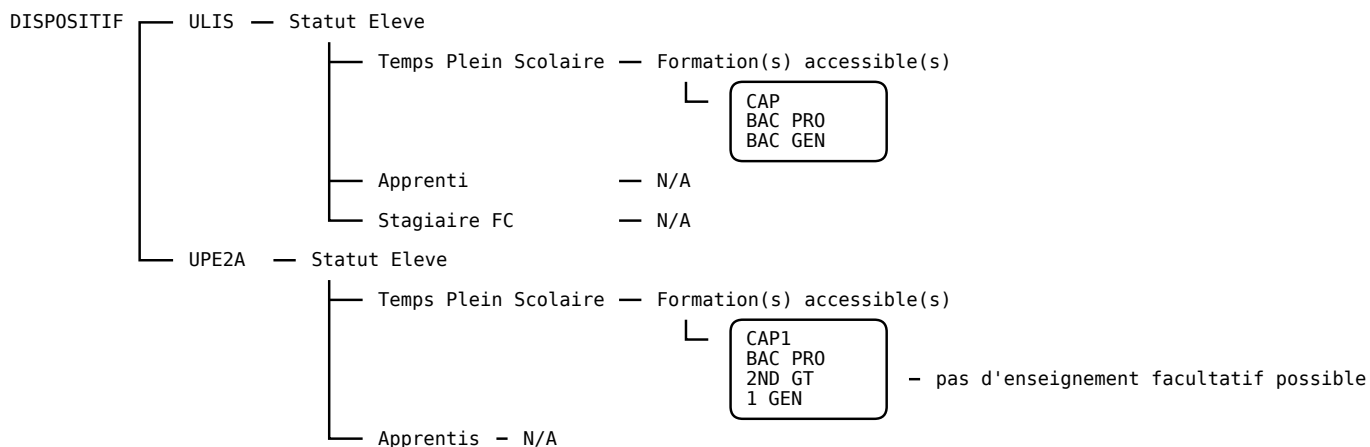 DISPOSITIF ULIS Statut Eleve
Temps Plein Scolaire Formation(s) accessible(s)
CAP
BAC PRO
BAC GEN
Apprenti N/A
Stagiaire FC N/A
UPE2A Statut Eleve
Temps Plein Scolaire Formation(s) accessible(s)
CAP1
BAC PRO
2ND GT - pas d'enseignement facultatif possible
1 GEN
Apprentis - N/A